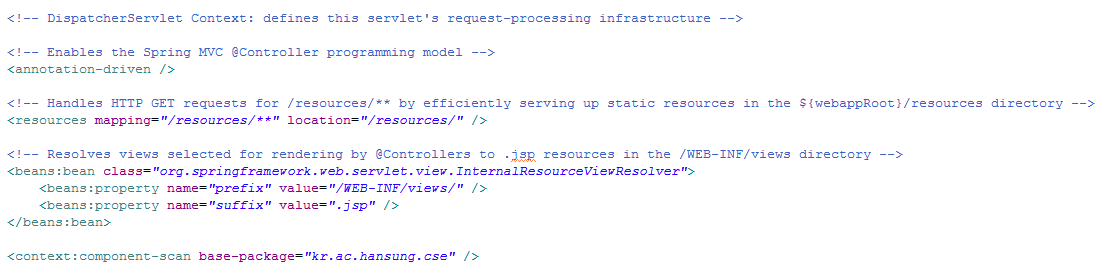 <!-- DispatcherServlet Context: defines this servlet's request-processing infrastructure -->
<!-- Enables the Spring MVC @Controller programming model -->
<annotation-driven />
<!-- Handles HTTP GET requests for /resources/** by efficiently serving up static resources in the ${webappRoot}/resources directory -->
<resources mapping="/resources/**" location="/resources/" />
<!-- Resolves views selected for rendering by @Controllers to .jsp resources in the /WEB-INF/views directory -->
<beans:bean class="org.springframework.web.servlet.view.InternalResourceViewResolver">
    <beans:property name="prefix" value="/WEB-INF/views/" />
    <beans:property name="suffix" value=".jsp" />
</beans:bean>
<context:component-scan base-package="kr.ac.hansung.cse" />